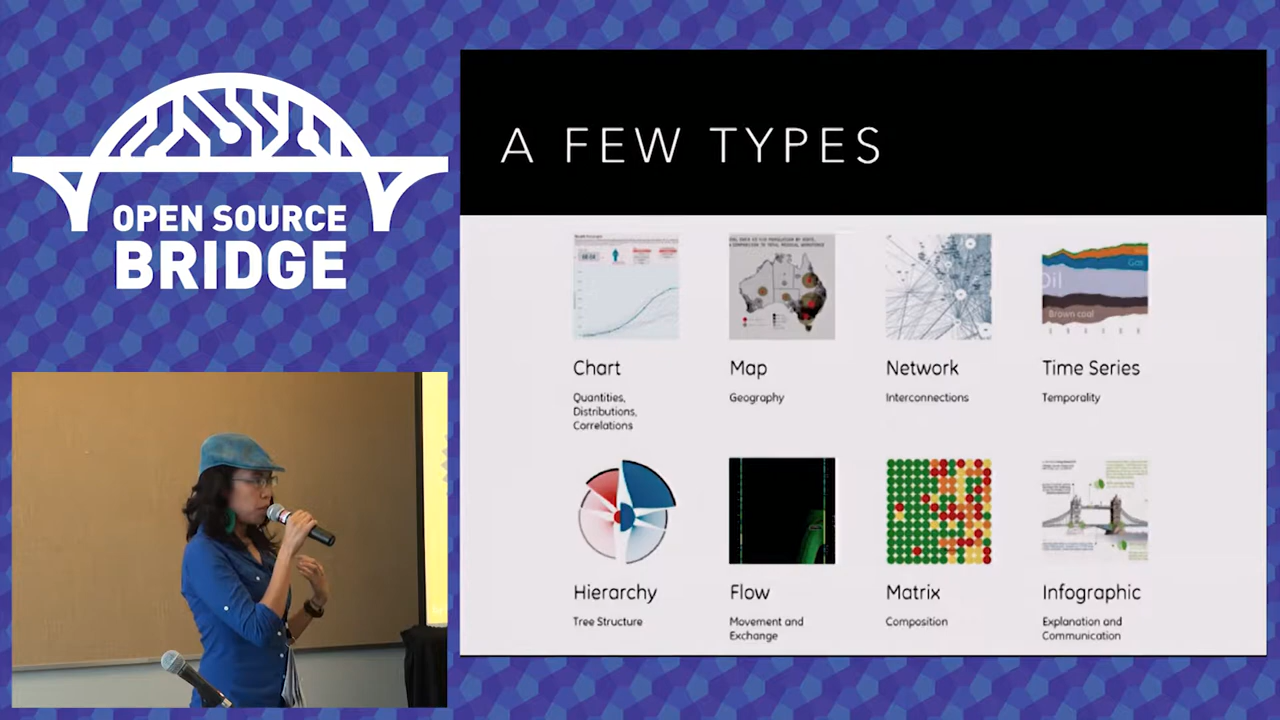 OPEN SOURCE
BRIDGE
A FEW TYPES
Chart
Quantities,
Distributions,
Correlations
Map
Geography
Network
Interconnections
Oil
Gas
Brown coal
Time Series
Temporality
Hierarchy
Tree Structure
Flow
Movement and
Exchange
Matrix
Composition
Infographic
Explanation and
Communication